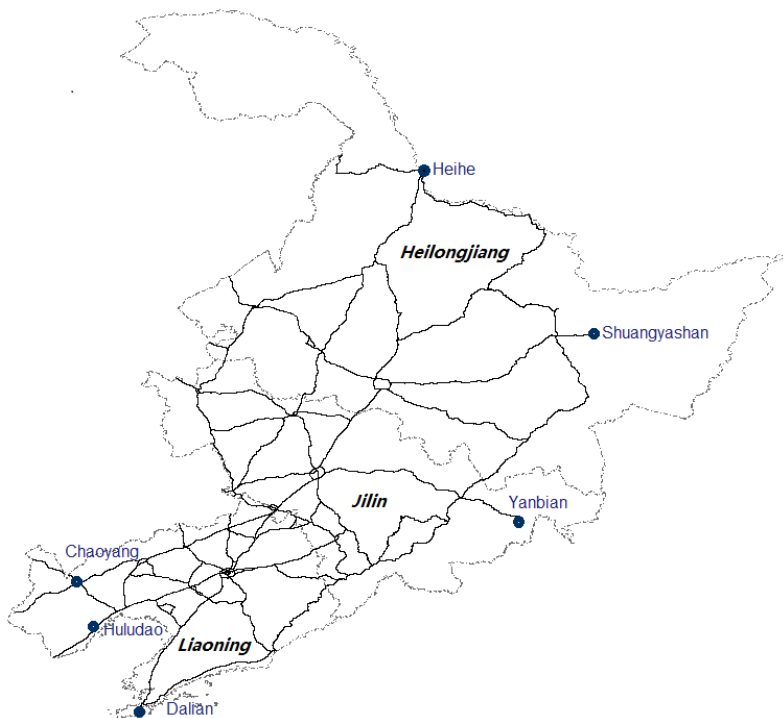 Heihe
Heilongjiang
Shuangyashan
Jilin
Yanbian
Chaoyang
Huludao
Liaoning
Dalian"